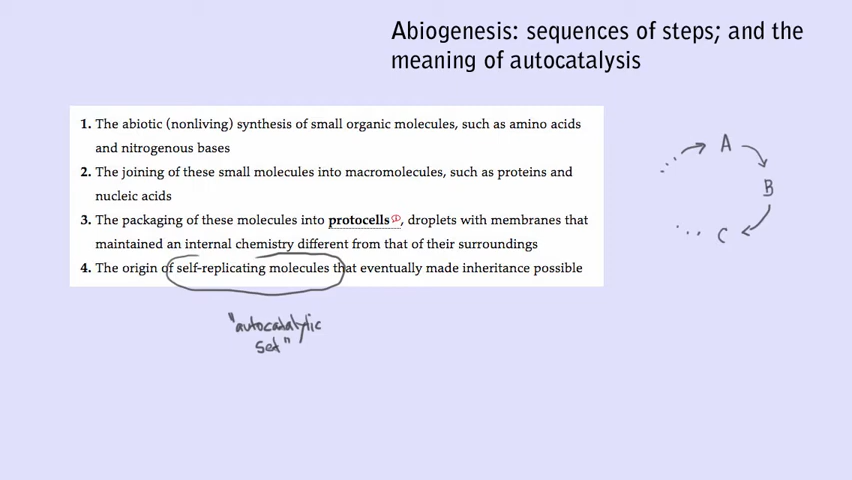 Abiogenesis: sequences of steps; and the
meaning of autocatalysis
1. The abiotic (nonliving) synthesis of small organic molecules, such as amino acids
and nitrogenous bases
2. The joining of these small molecules into macromolecules, such as proteins and
nucleic acids
3. The packaging of these molecules into protocells, droplets with membranes that
maintained an internal chemistry different from that of their surroundings
4. The origin of self-replicating molecules that eventually made inheritance possible
"autocatalytic
set"
... A
B
... C